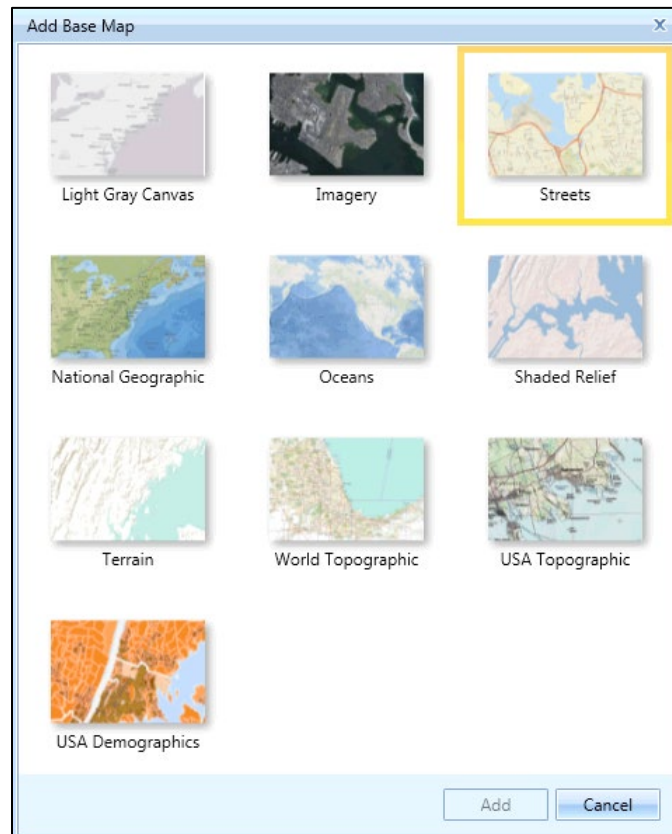 Add Base Map X
Light Gray Canvas Imagery Streets
National Geographic Oceans Shaded Relief
Terrain World Topographic USA Topographic
USA Demographics
Add Cancel